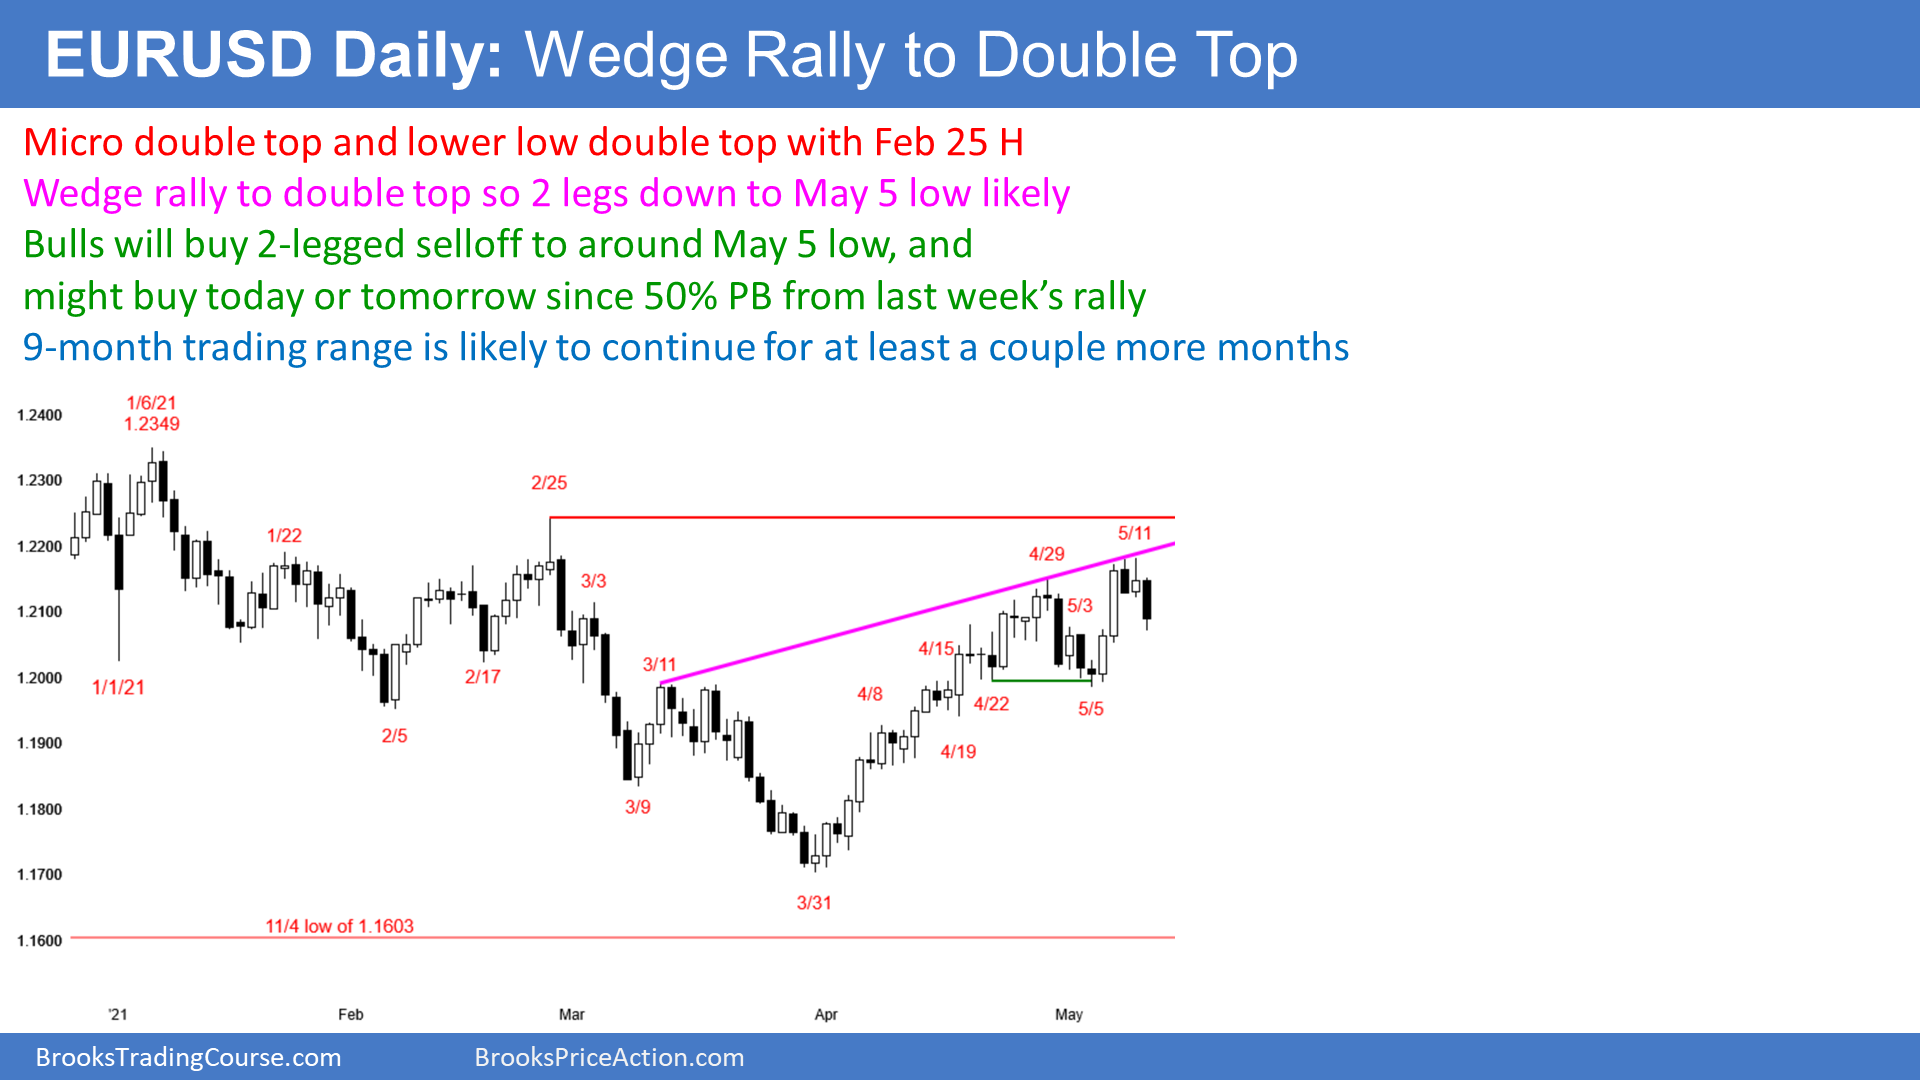 EURUSD Daily: Wedge Rally to Double Top
Micro double top and lower low double top with Feb 25 H
Wedge rally to double top so 2 legs down to May 5 low likely
Bulls will buy 2-legged selloff to around May 5 low, and
might buy today or tomorrow since 50% PB from last week’s rally
9-month trading range is likely to continue for at least a couple more months
1/6/21
1.2349
1.2400
1.2300
1.2200
1.2100
1.2000
1.1900
1.1800
1.1700
1.1600
1/1/21
1/22
2/5
2/17
2/25
3/3
3/9
3/11
3/31
4/8
4/15
4/19
4/22
4/29
5/3
5/5
5/11
11/4 low of 1.1603
'21
Feb
Mar
Apr
May
BrooksTradingCourse.com
BrooksPriceAction.com